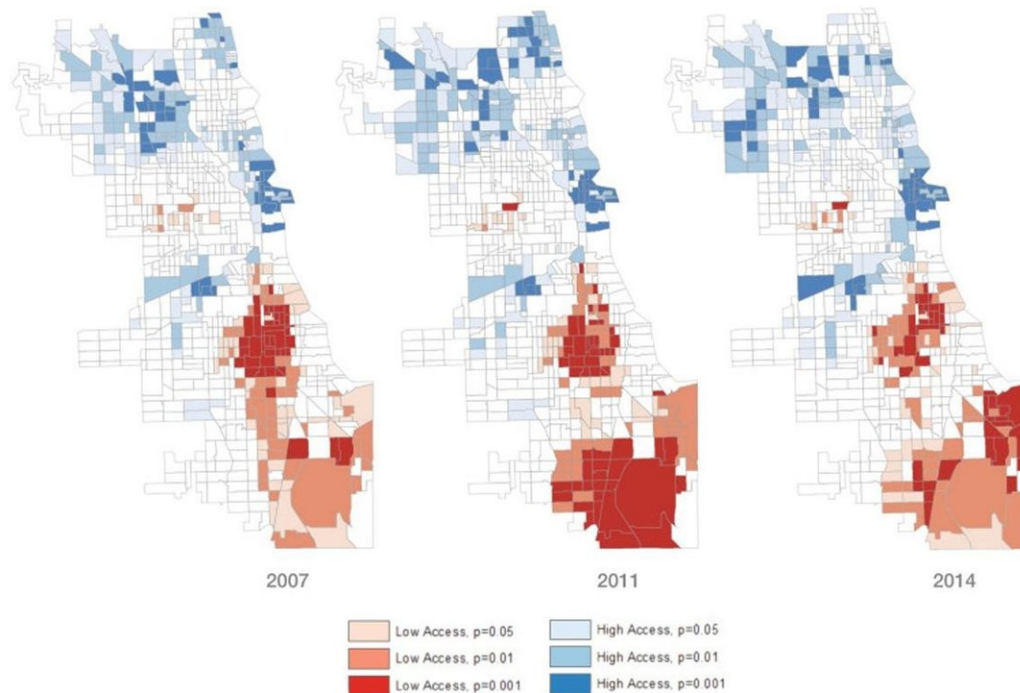 2007 2011 2014
Low Access, p=0.05 High Access, p=0.05
Low Access, p=0.01 High Access, p=0.01
Low Access, p=0.001 High Access, p=0.001